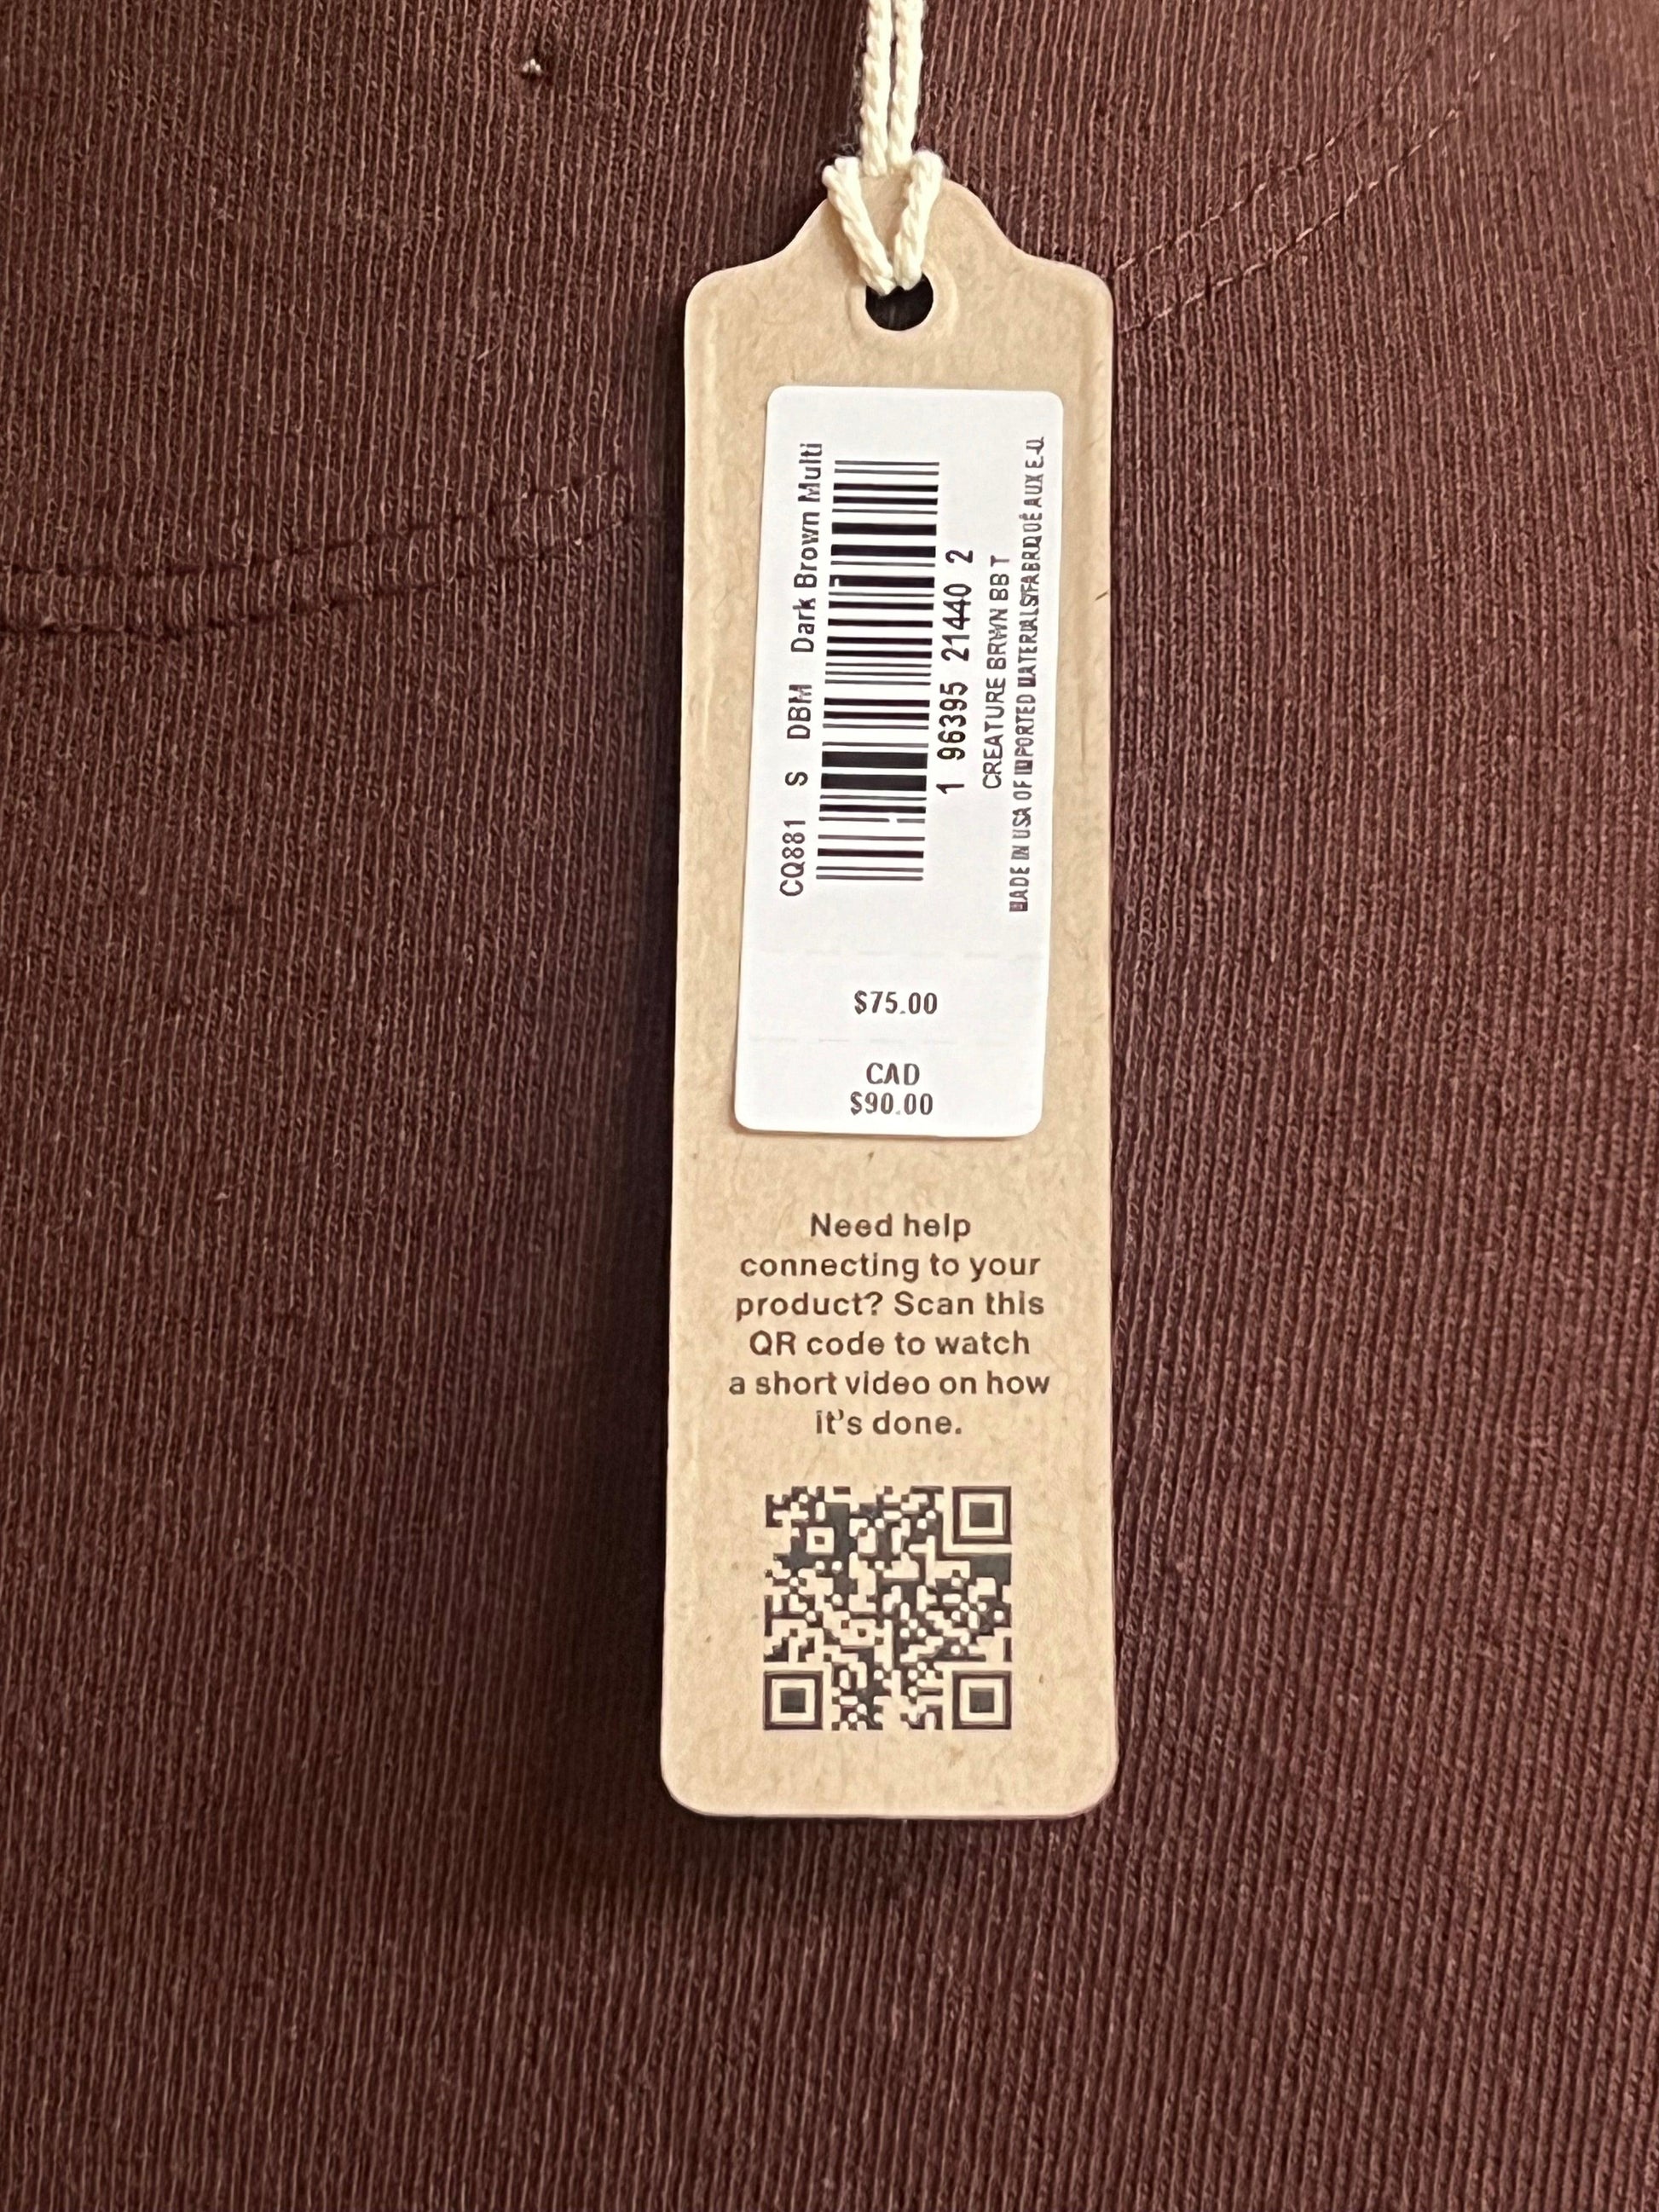 CQ881 S DBM Dark Brown Multi
1 96395 21440 2
CREATURE BRWN BB T
MADE IN USA OF IMPORTED MATERIALS/FABRIQUÉ AUX E.-U.
$75.00
CAD
$90.00
Need help
connecting to your
product? Scan this
QR code to watch
a short video on how
it's done.